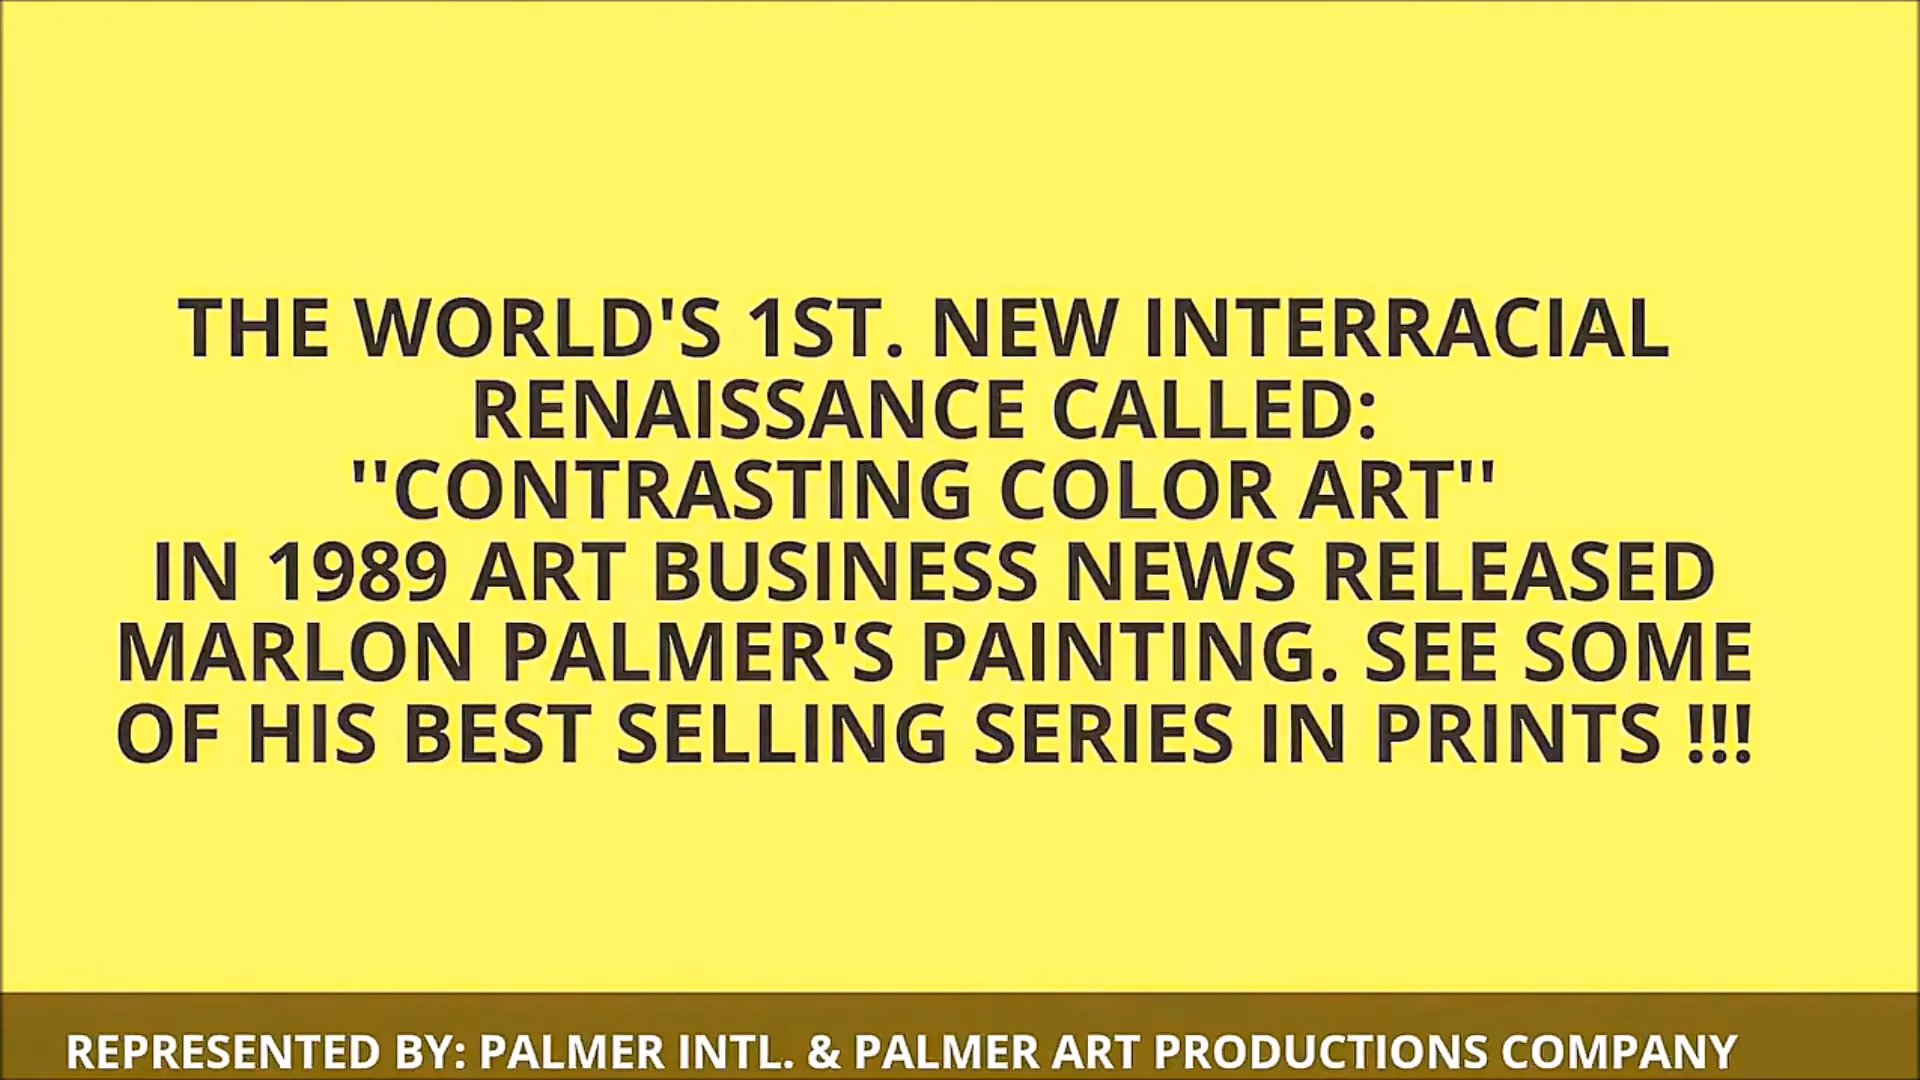 THE WORLD'S 1ST. NEW INTERRACIAL
RENAISSANCE CALLED:
''CONTRASTING COLOR ART''
IN 1989 ART BUSINESS NEWS RELEASED
MARLON PALMER'S PAINTING. SEE SOME
OF HIS BEST SELLING SERIES IN PRINTS !!!
REPRESENTED BY: PALMER INTL. & PALMER ART PRODUCTIONS COMPANY